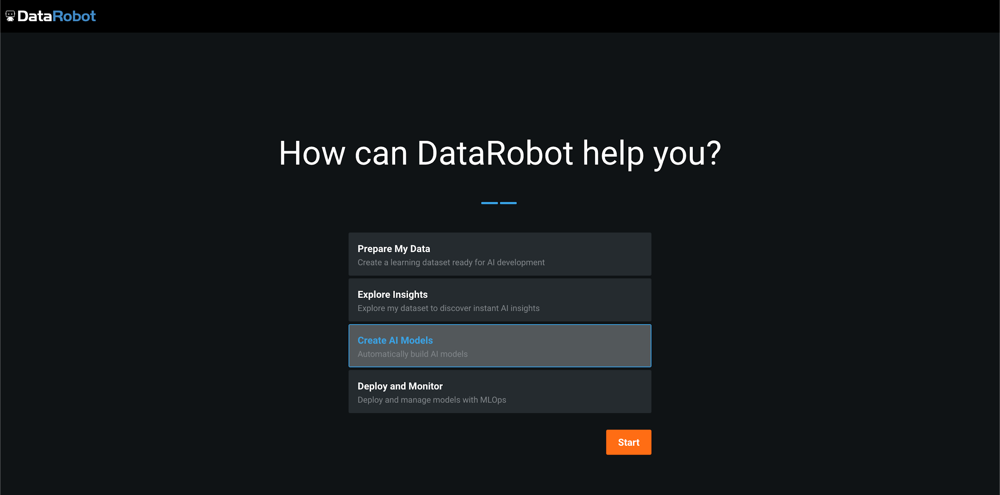 DataRobot
How can DataRobot help you?
Prepare My Data
Create a learning dataset ready for AI development
Explore Insights
Explore my dataset to discover instant AI insights
Create AI Models
Automatically build AI models
Deploy and Monitor
Deploy and manage models with MLOps
Start